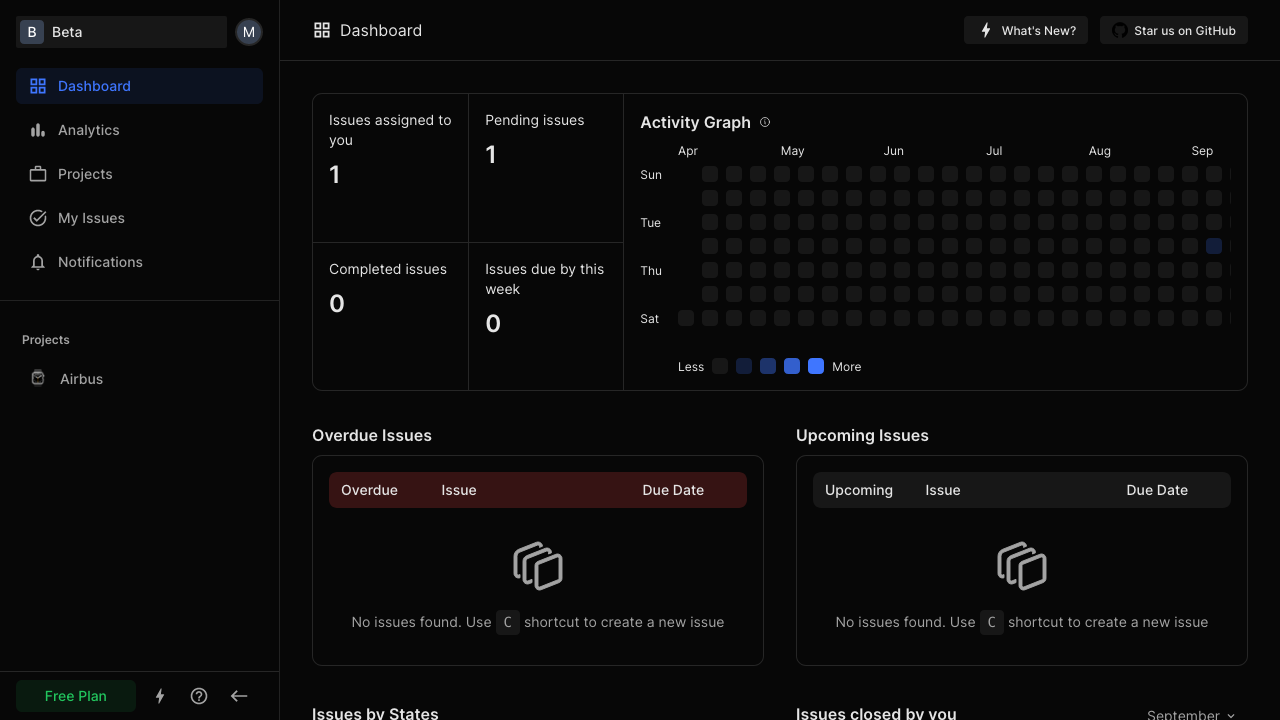 B Beta M
Dashboard
Analytics
Projects
My Issues
Notifications
Projects
Airbus
Free Plan
Dashboard
What's New?
Star us on GitHub
Issues assigned to
you
1
Pending issues
1
Completed issues
0
Issues due by this
week
0
Activity Graph
Apr May Jun Jul Aug Sep
Sun
Tue
Thu
Sat
Less More
Overdue Issues
Overdue Issue Due Date
No issues found. Use C shortcut to create a new issue
Upcoming Issues
Upcoming Issue Due Date
No issues found. Use C shortcut to create a new issue
Issues by States
Issues closed by you
September